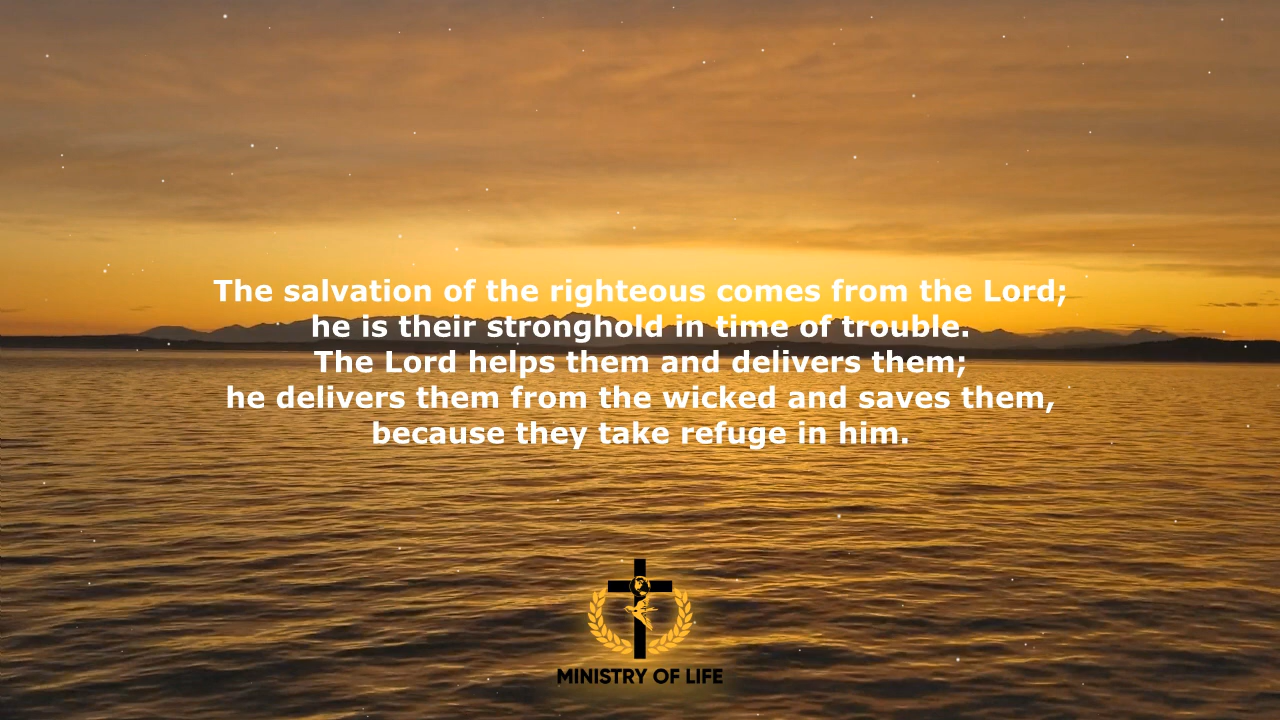 The salvation of the righteous comes from the Lord;
he is their stronghold in time of trouble.
The Lord helps them and delivers them;
he delivers them from the wicked and saves them,
because they take refuge in him.
MINISTRY OF LIFE